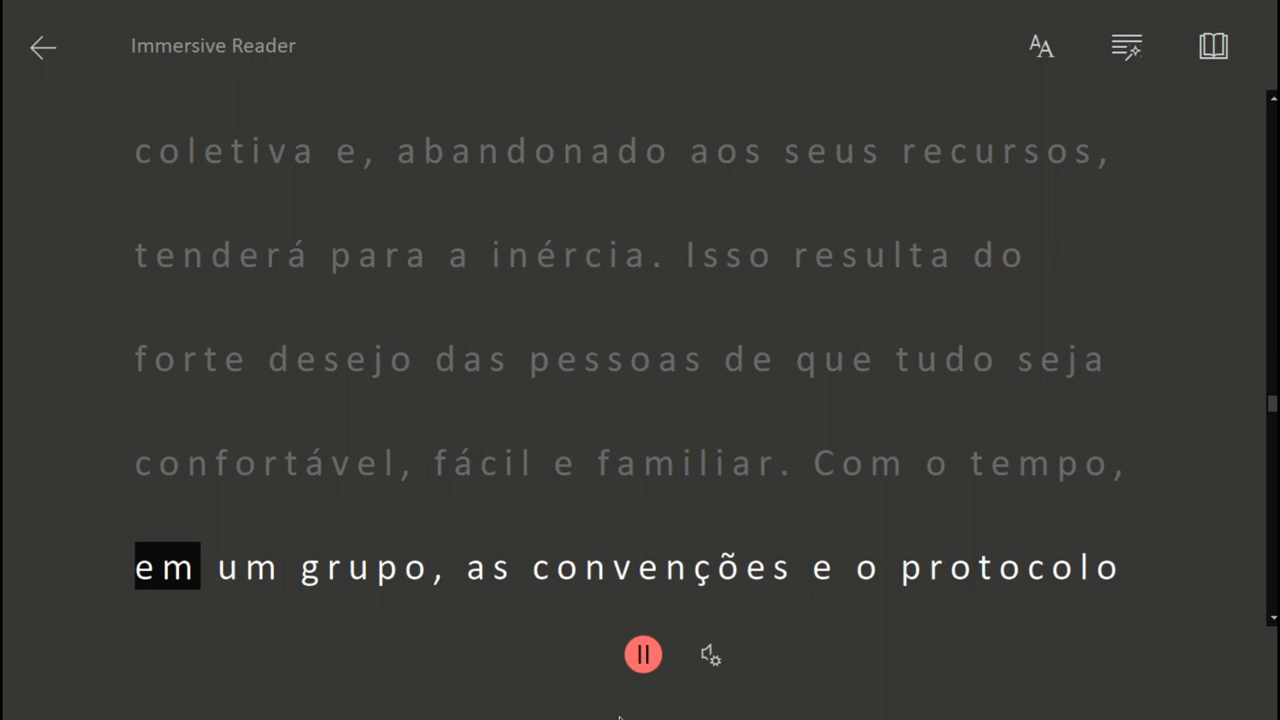 Immersive Reader
coletiva e, abandonado aos seus recursos,
tenderá para a inércia. Isso resulta do
forte desejo das pessoas de que tudo seja
confortável, fácil e familiar. Com o tempo,
em um grupo, as convenções e o protocolo